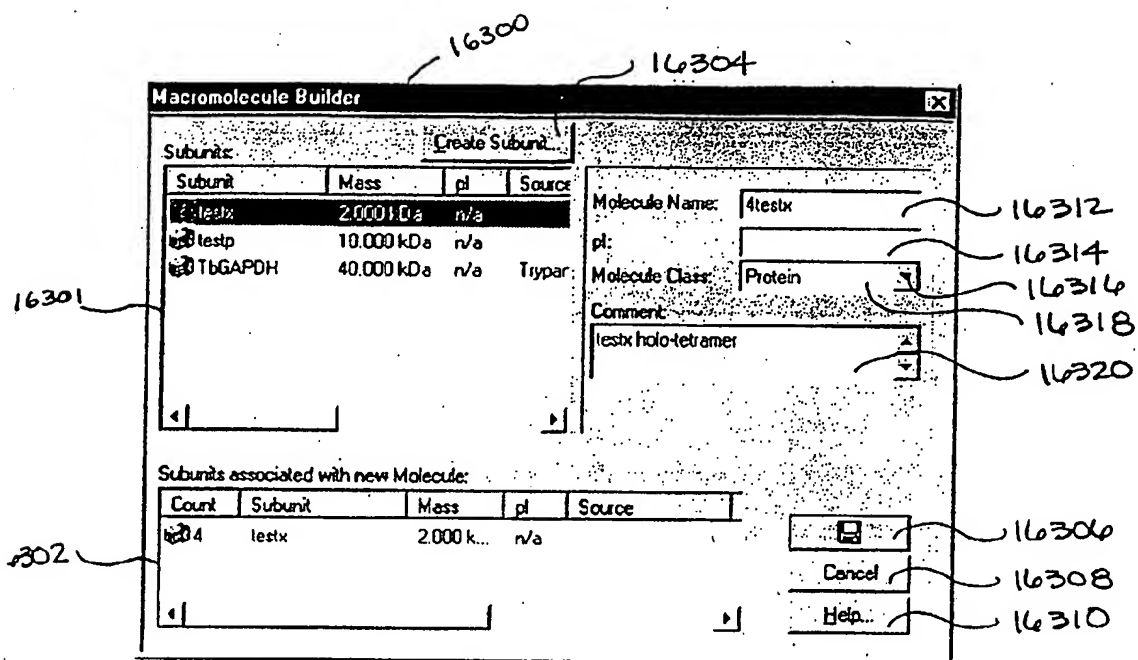 16300
16304
Macromolecule Builder
Subunits:
Create Subunit...
Subunit Mass pI Source
testx 2.000 kDa n/a
testp 10.000 kDa n/a
TbGAPDH 40.000 kDa n/a Trypar
Molecule Name: 4testx
pI:
Molecule Class: Protein
Comment:
testx holo-tetramer
16312
16314
16316
16318
16320
16301
Subunits associated with new Molecule:
Count Subunit Mass pI Source
4 testx 2.000 k... n/a
6302
Cancel
Help...
16306
16308
16310